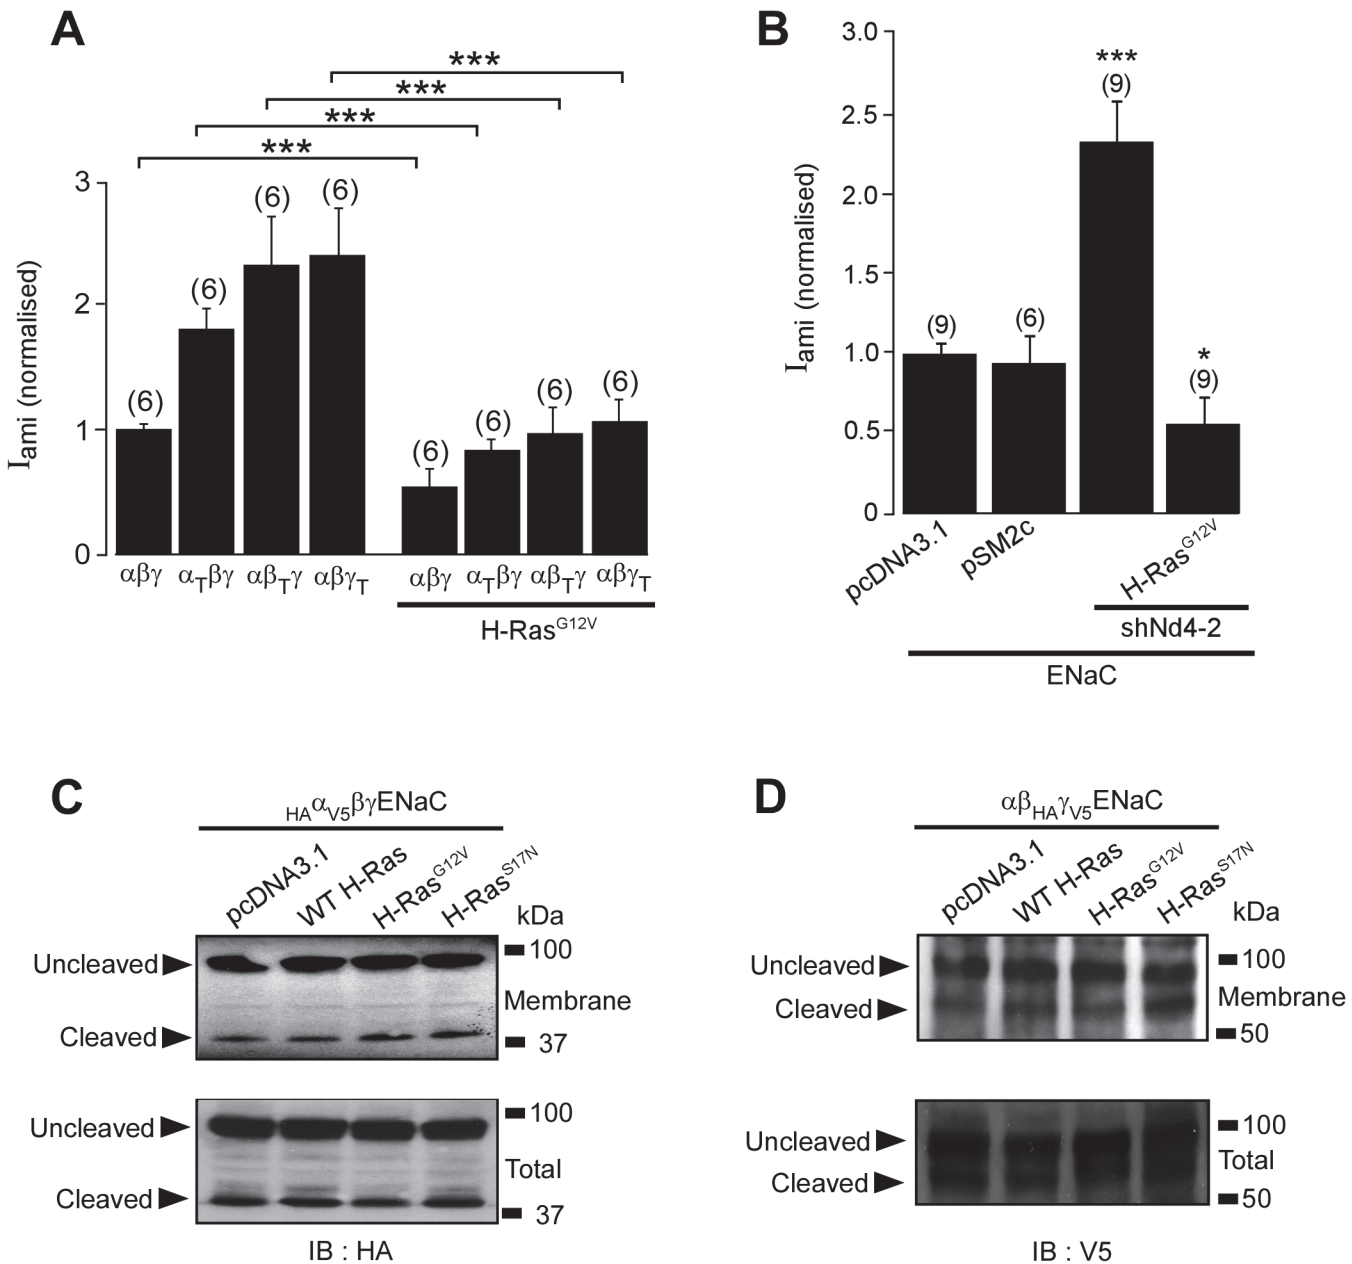 A
***
***
***
***
3
2
1
0
Iami (normalised)
(6)
(6)
(6)
(6)
(6)
(6)
(6)
(6)
αβγ
αTβγ
αβTγ
αβγT
αβγ
αTβγ
αβTγ
αβγT
H-RasG12V
B
3.0
2.5
2.0
1.5
1.0
0.5
0
Iami (normalised)
(9)
(6)
***
(9)
*
(9)
pcDNA3.1
pSM2c
H-RasG12V
shNd4-2
ENaC
C
HAαV5βγENaC
pcDNA3.1
WT H-Ras
H-RasG12V
H-RasS17N
kDa
Uncleaved
100
Membrane
Cleaved
37
Uncleaved
100
Total
Cleaved
37
IB : HA
D
αβHAγV5ENaC
pcDNA3.1
WT H-Ras
H-RasG12V
H-RasS17N
kDa
Uncleaved
100
Membrane
Cleaved
50
Uncleaved
100
Total
Cleaved
50
IB : V5